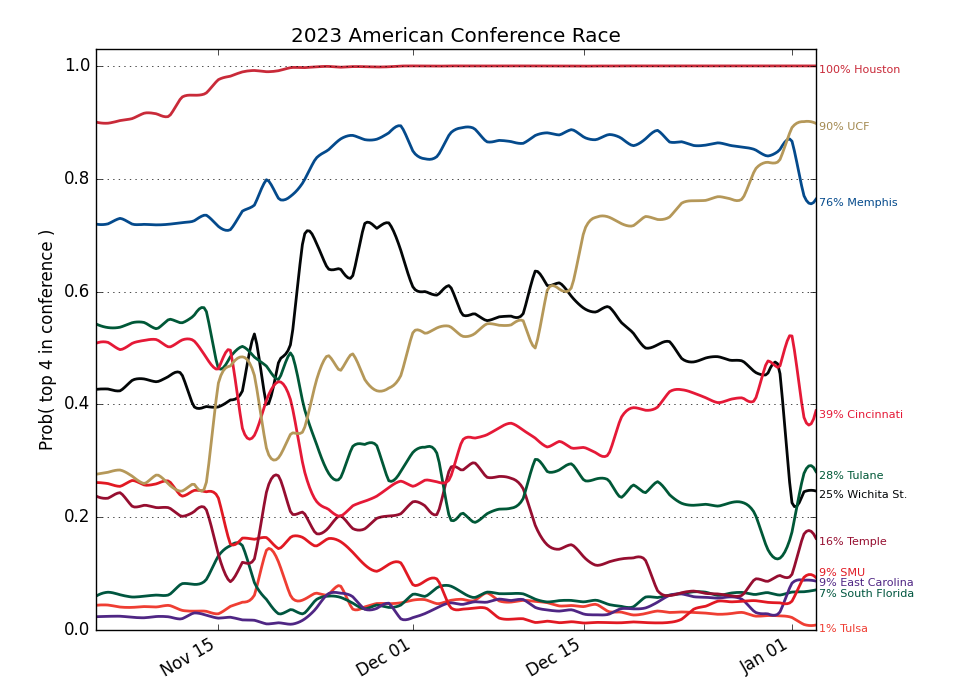 2023 American Conference Race
Prob( top 4 in conference )
1.0
0.8
0.6
0.4
0.2
0.0
Nov 15
Dec 01
Dec 15
Jan 01
100% Houston
90% UCF
76% Memphis
39% Cincinnati
28% Tulane
25% Wichita St.
16% Temple
9% SMU
9% East Carolina
7% South Florida
1% Tulsa